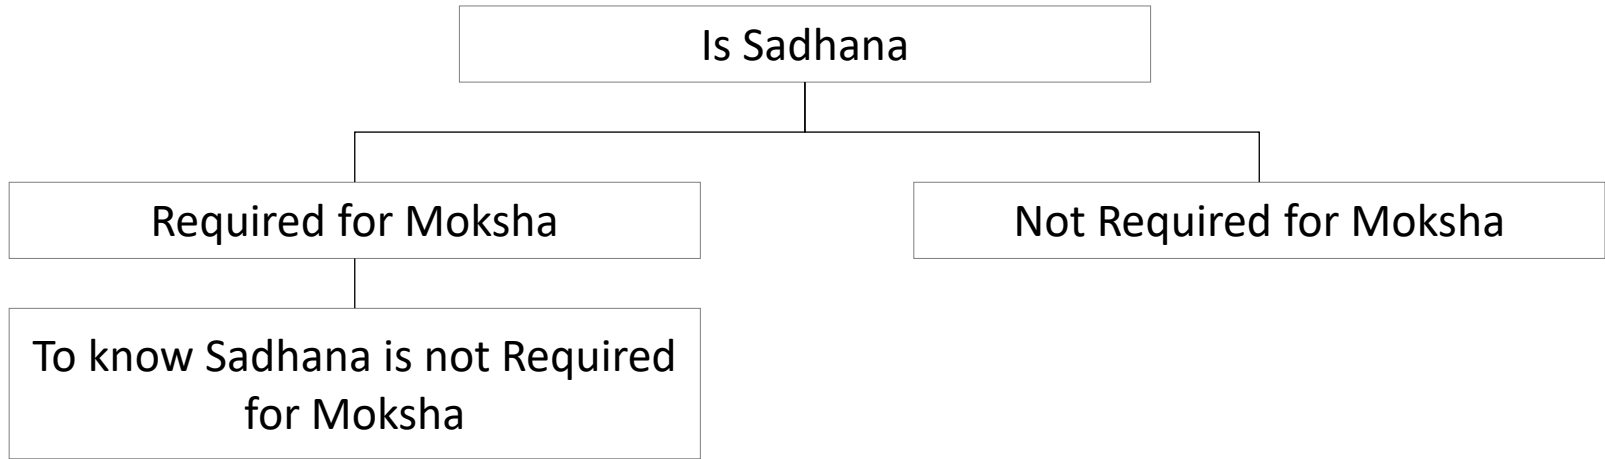 Is Sadhana
Required for Moksha
Not Required for Moksha
To know Sadhana is not Required
for Moksha